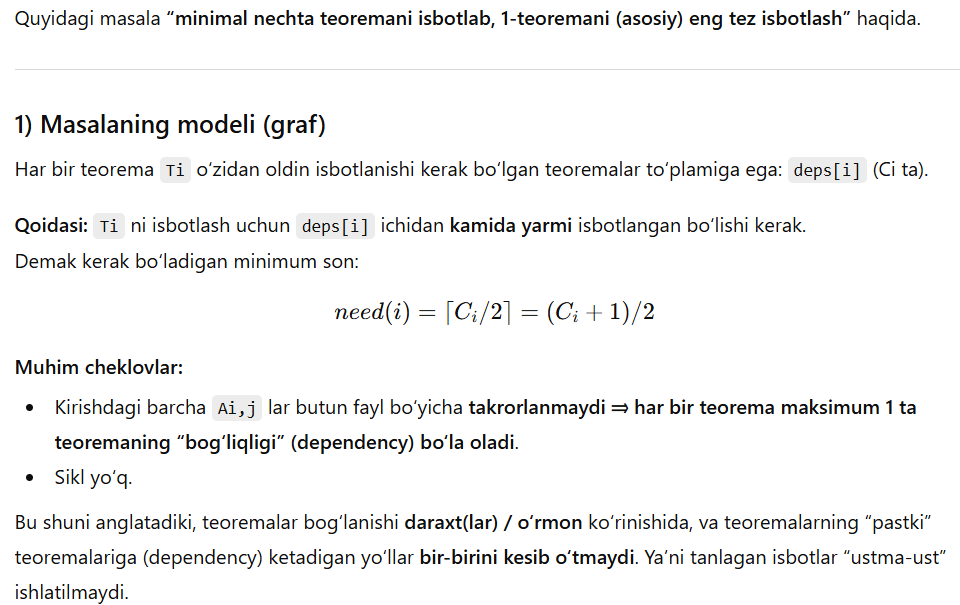 Quyidagi masala “minimal nechta teoremani isbotlab, 1-teoremani (asosiy) eng tez isbotlash” haqida.
1) Masalaning modeli (graf)
Har bir teorema Ti o‘zidan oldin isbotlanishi kerak bo‘lgan teoremalar to‘plamiga ega: deps[i] (Ci ta).
Qoidasi: Ti ni isbotlash uchun deps[i] ichidan kamida yarmi isbotlangan bo‘lishi kerak.
Demak kerak bo‘ladigan minimum son:
need(i) = ⌈Cᵢ/2⌉ = (Cᵢ + 1)/2
Muhim cheklovlar:
• Kirishdagi barcha Ai,j lar butun fayl bo‘yicha takrorlanmaydi ⇒ har bir teorema maksimum 1 ta
teoremaning “bog‘liqligi” (dependency) bo‘la oladi.
• Sikl yo‘q.
Bu shuni anglatadiki, teoremalar bog‘lanishi daraxt(lar) / o‘rmon ko‘rinishida, va teoremalarning “pastki”
teoremalariga (dependency) ketadigan yo‘llar bir-birini kesib o‘tmaydi. Ya’ni tanlagan isbotlar “ustma-ust”
ishlatilmaydi.